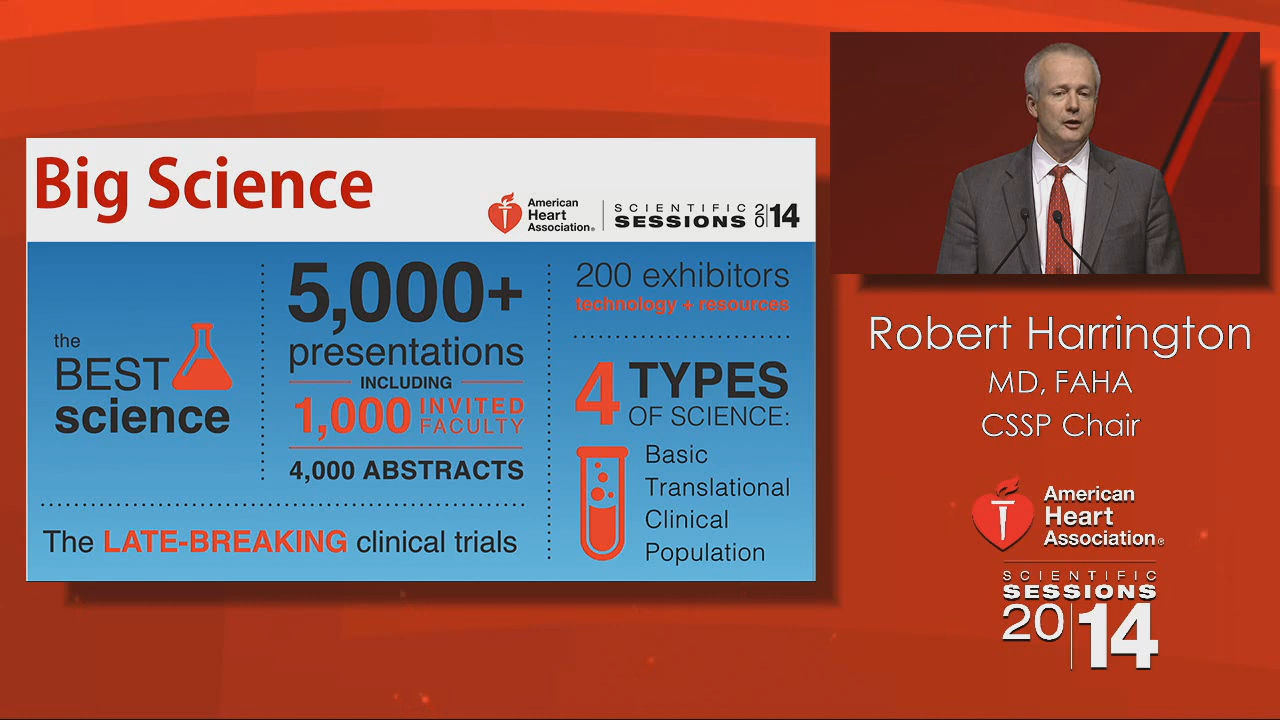 Big Science
American
Heart
Association®
SCIENTIFIC
SESSIONS 2014
the
BEST
science
5,000+
presentations
INCLUDING
1,000 INVITED FACULTY
4,000 ABSTRACTS
The LATE-BREAKING clinical trials
200 exhibitors
technology + resources
4 TYPES
OF SCIENCE:
Basic
Translational
Clinical
Population
Robert Harrington
MD, FAHA
CSSP Chair
American
Heart
Association®
SCIENTIFIC
SESSIONS
20|14